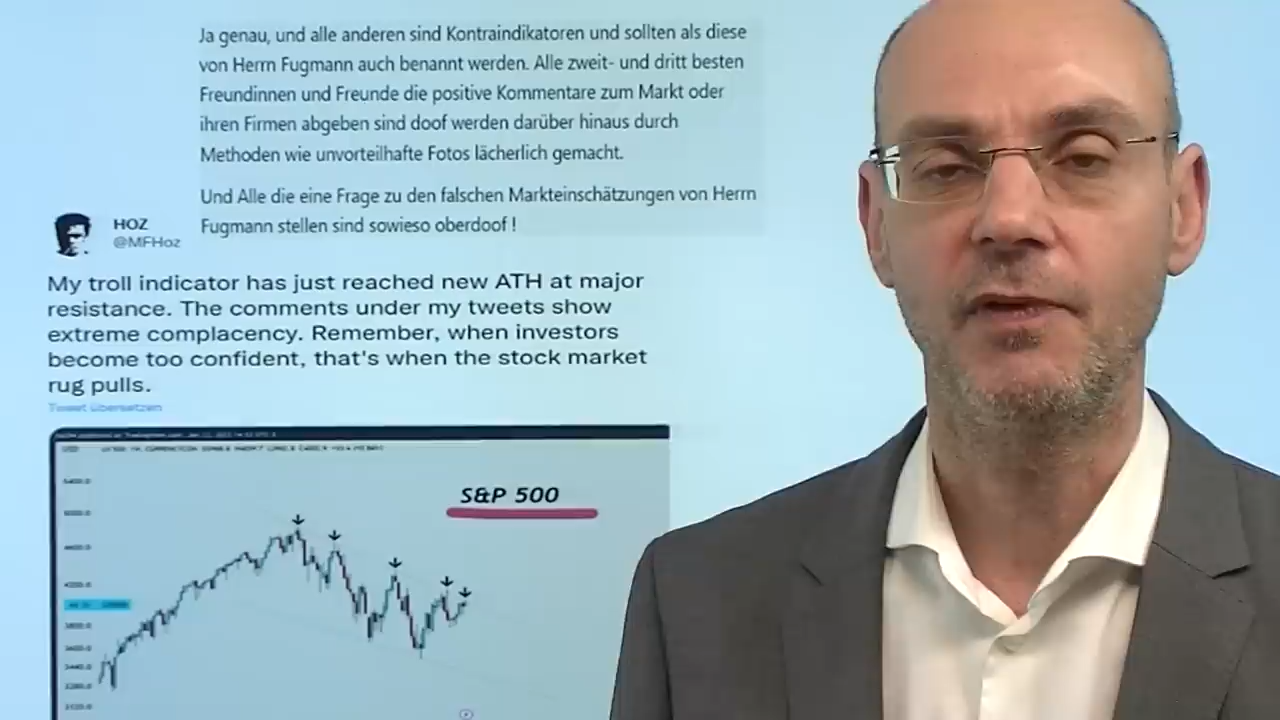 Ja genau, und alle anderen sind Kontraindikatoren und sollten als diese
von Herrn Fugmann auch benannt werden. Alle zweit- und dritt besten
Freundinnen und Freunde die positive Kommentare zum Markt oder
ihren Firmen abgeben sind doof werden darüber hinaus durch
Methoden wie unvorteilhafte Fotos lächerlich gemacht.
Und Alle die eine Frage zu den falschen Markteinschätzungen von Herrn
Fugmann stellen sind sowieso oberdoof !
HOZ
@MFHoz
My troll indicator has just reached new ATH at major
resistance. The comments under my tweets show
extreme complacency. Remember, when investors
become too confident, that's when the stock market
rug pulls.
Tweet übersetzen
S&P 500